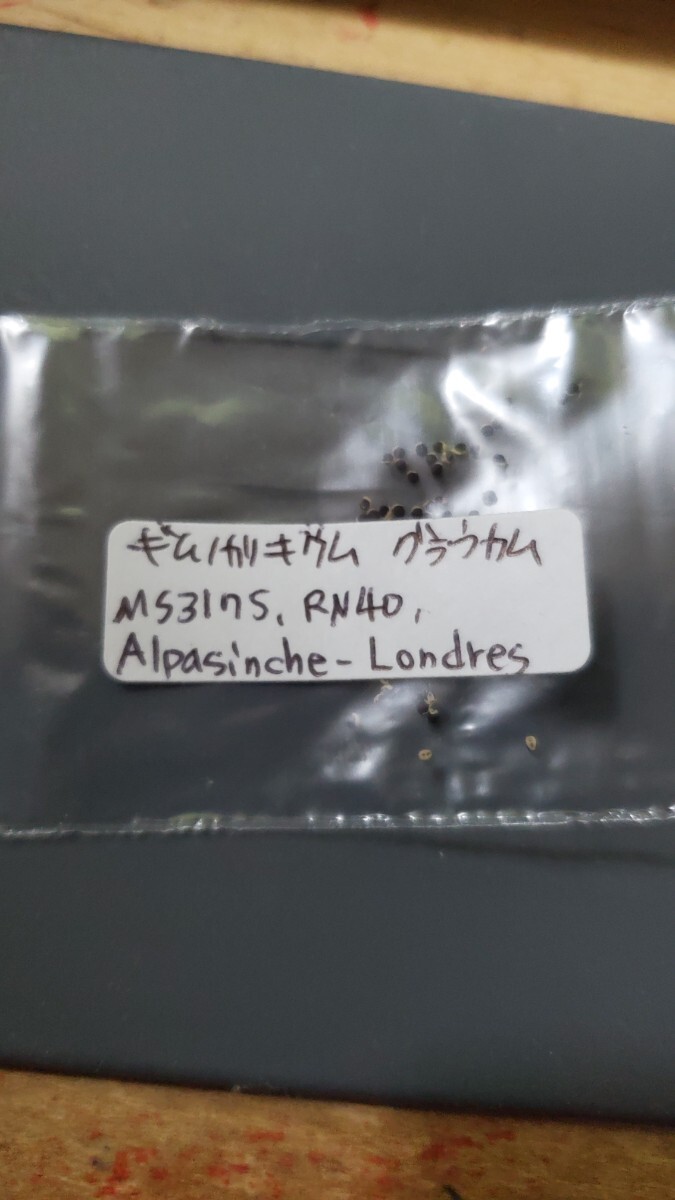 ギムノカリキウム グラウカム
MS317S, RN40,
Alpasinche - Londres